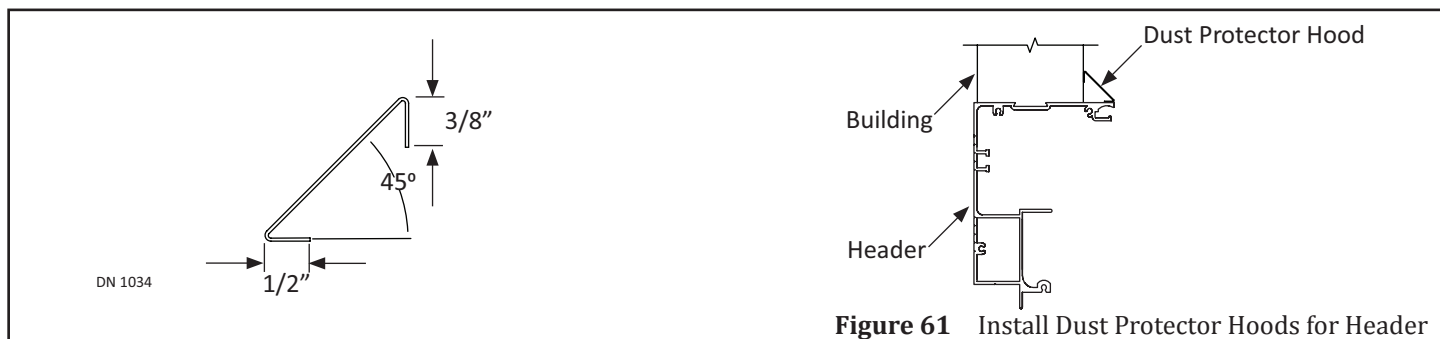 3/8”
45º
1/2”
DN 1034
Dust Protector Hood
Building
Header
Figure 61 Install Dust Protector Hoods for Header